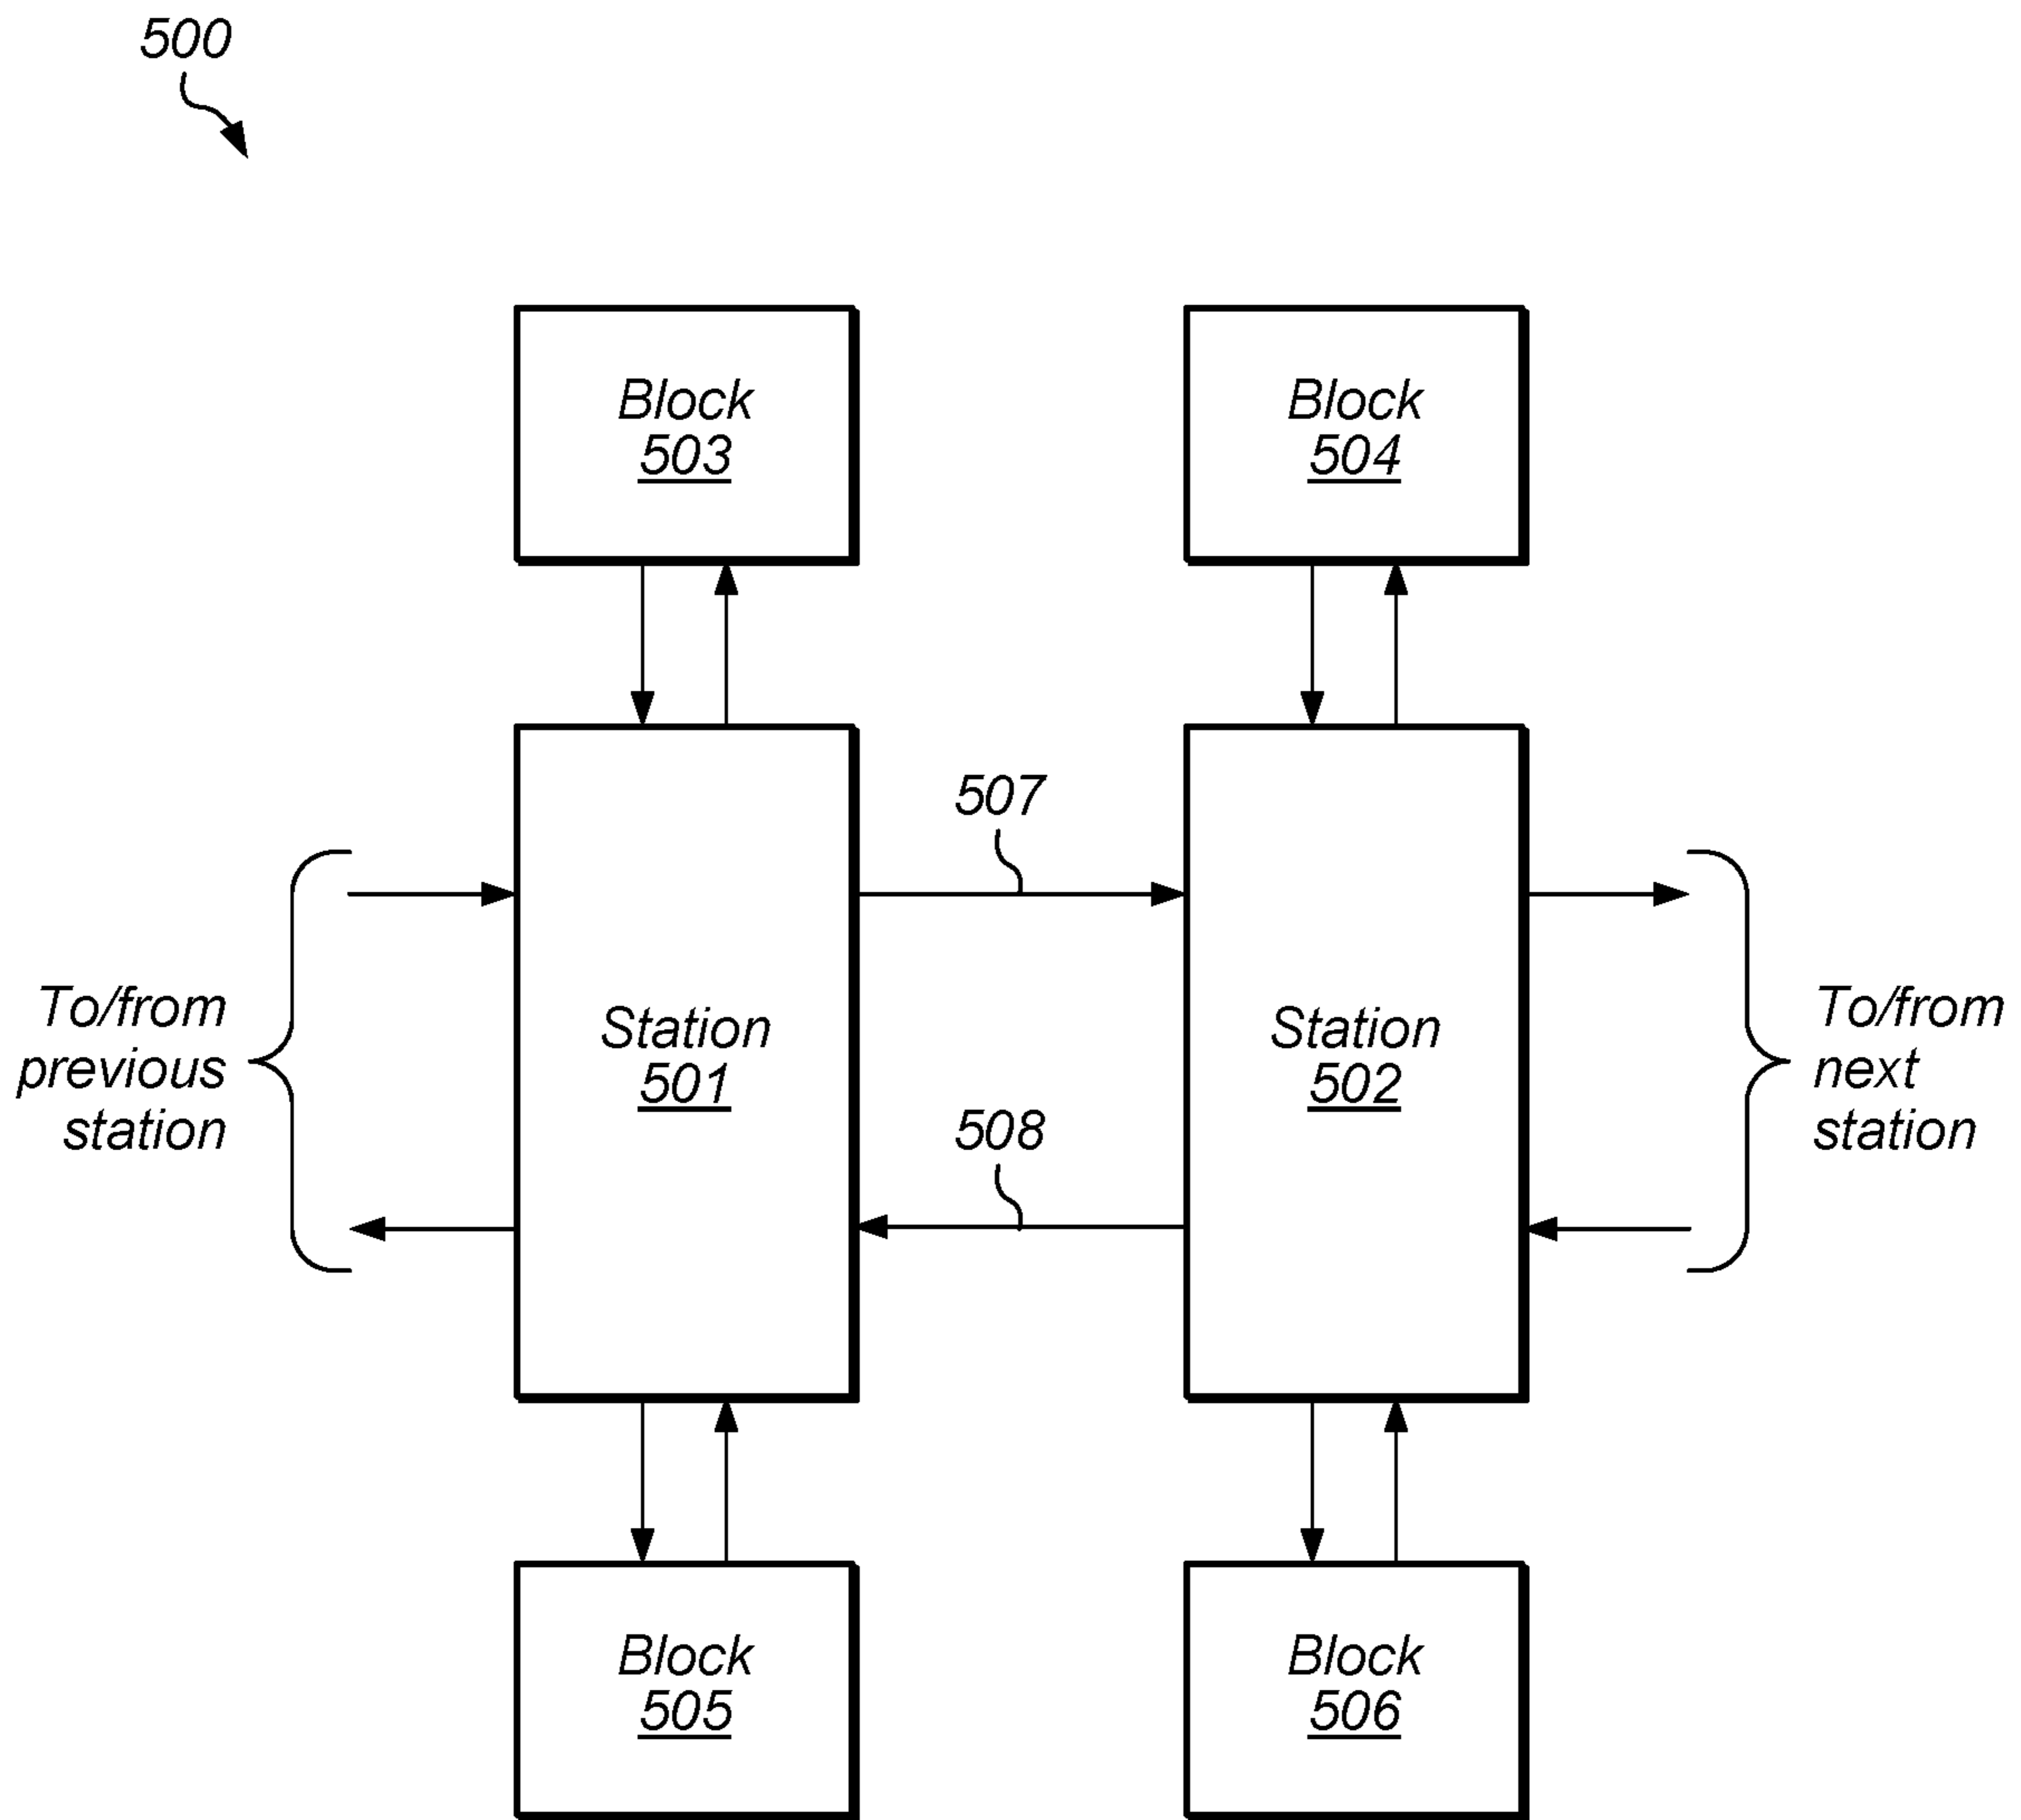 500
Block
503
Block
504
507
To/from
previous
station
Station
501
Station
502
To/from
next
station
508
Block
505
Block
506